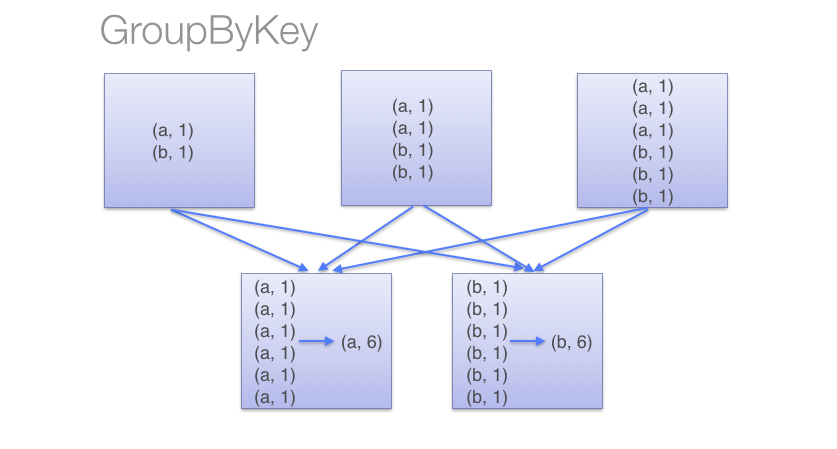 GroupByKey
(a, 1)
(b, 1)
(a, 1)
(a, 1)
(b, 1)
(b, 1)
(a, 1)
(a, 1)
(a, 1)
(b, 1)
(b, 1)
(b, 1)
(a, 1)
(a, 1)
(a, 1)
(a, 1)
(a, 1)
(a, 1)
(a, 6)
(b, 1)
(b, 1)
(b, 1)
(b, 1)
(b, 1)
(b, 1)
(b, 6)